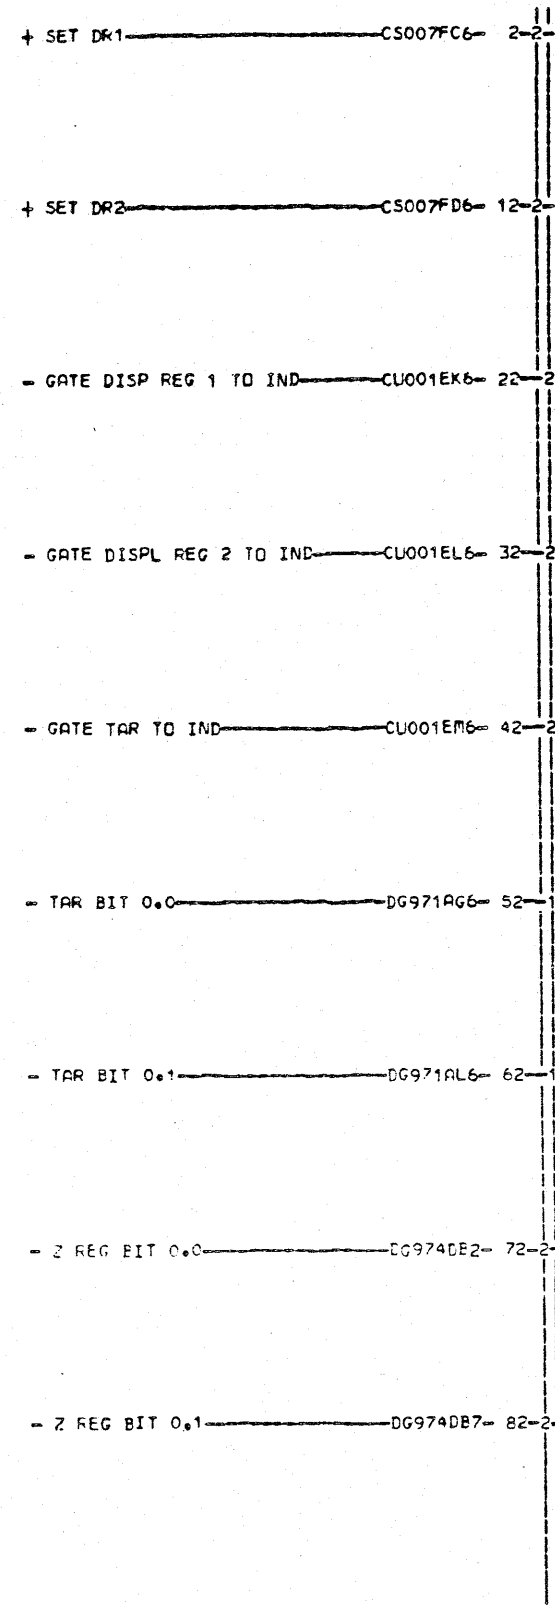 + SET DR1 CS007FC6- 2-2-
+ SET DR2 CS007FD6- 12-2-
- GATE DISP REG 1 TO IND CU001EK6- 22-2
- GATE DISPL REG 2 TO IND CU001EL6- 32-2
- GATE TAR TO IND CU001EM6- 42-2
- TAR BIT 0.0 DG971AG6- 52-1
- TAR BIT 0.1 DG971AL6- 62-1
- Z REG BIT 0.0 DG974DB2- 72-2-
- Z REG BIT 0.1 DG974DB7- 82-2-